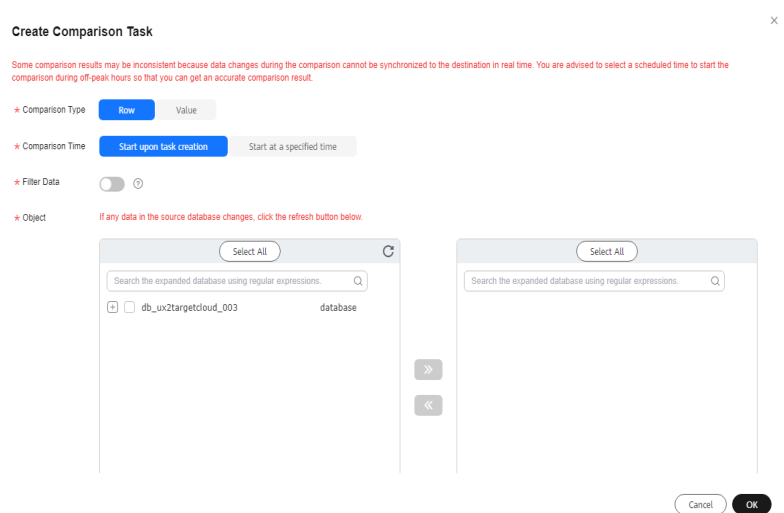 Create Comparison Task
Some comparison results may be inconsistent because data changes during the comparison cannot be synchronized to the destination in real time. You are advised to select a scheduled time to start the
comparison during off-peak hours so that you can get an accurate comparison result.
* Comparison Type Row Value
* Comparison Time Start upon task creation Start at a specified time
* Filter Data ?
* Object If any data in the source database changes, click the refresh button below.
Select All Select All
Search the expanded database using regular expressions. Search the expanded database using regular expressions.
db_ux2targetcloud_003 database
Cancel OK